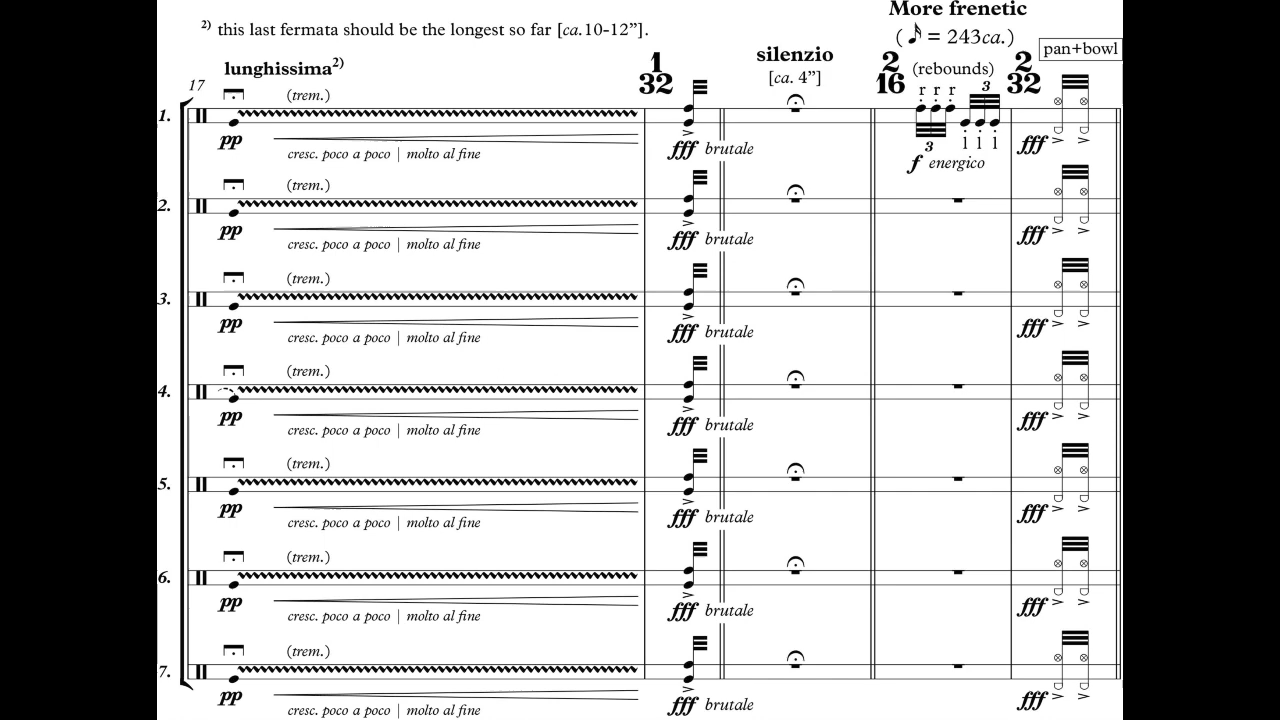 2) this last fermata should be the longest so far [ca.10-12”].
More frenetic
( = 243ca.)
lunghissima2)
1
32
silenzio
[ca. 4”]
2
16
(rebounds)
2
32
pan+bowl
17
(trem.)
r r r 3
1.
pp
cresc. poco a poco | molto al fine
fff brutale
3 l l l
f energico
fff
(trem.)
2.
pp
cresc. poco a poco | molto al fine
fff brutale
fff
(trem.)
3.
pp
cresc. poco a poco | molto al fine
fff brutale
fff
(trem.)
4.
pp
cresc. poco a poco | molto al fine
fff brutale
fff
(trem.)
5.
pp
cresc. poco a poco | molto al fine
fff brutale
fff
(trem.)
6.
pp
cresc. poco a poco | molto al fine
fff brutale
fff
(trem.)
7.
pp
cresc. poco a poco | molto al fine
fff brutale
fff